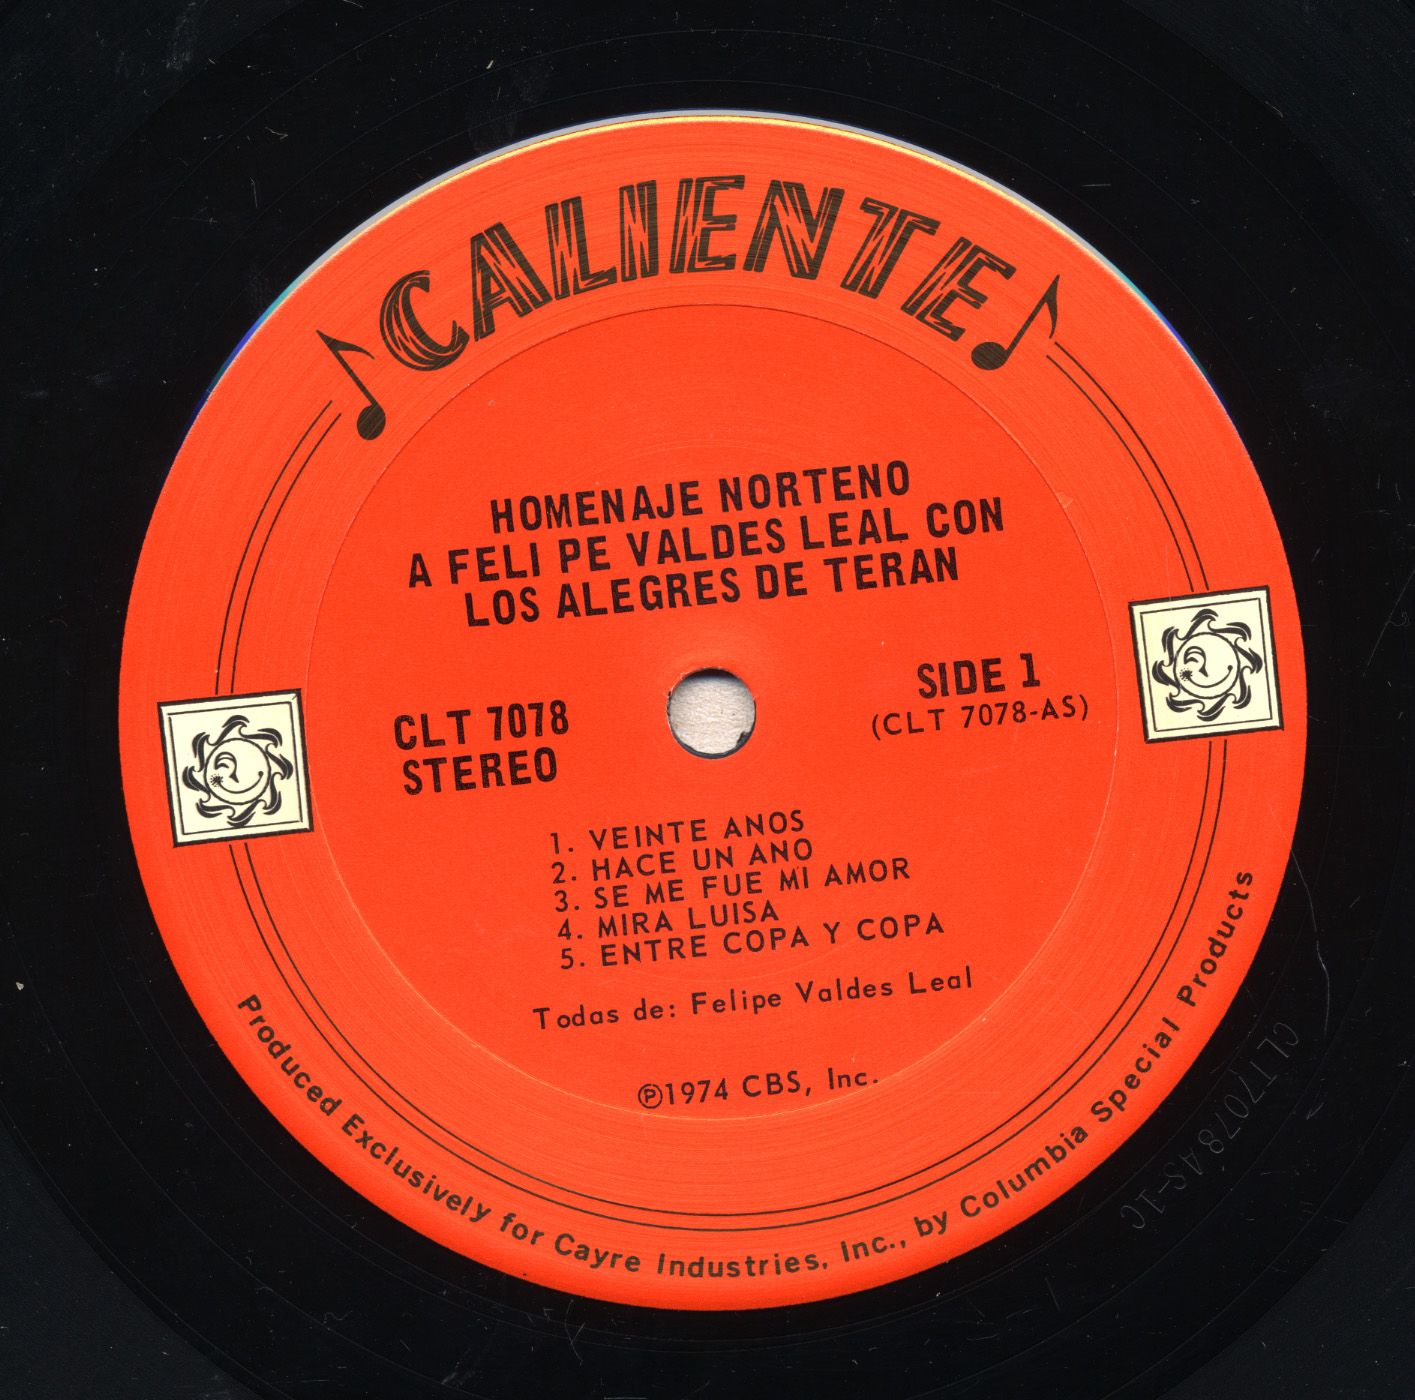 CALIENTE
HOMENAJE NORTENO
A FELI PE VALDES LEAL CON
LOS ALEGRES DE TERAN
CLT 7078
STEREO
SIDE 1
(CLT 7078-AS)
1. VEINTE ANOS
2. HACE UN ANO
3. SE ME FUE MI AMOR
4. MIRA LUISA
5. ENTRE COPA Y COPA
Todas de: Felipe Valdes Leal
Ⓟ1974 CBS, Inc.
Produced Exclusively for Cayre Industries, Inc., by Columbia Special Products
CLT7078AS-1C